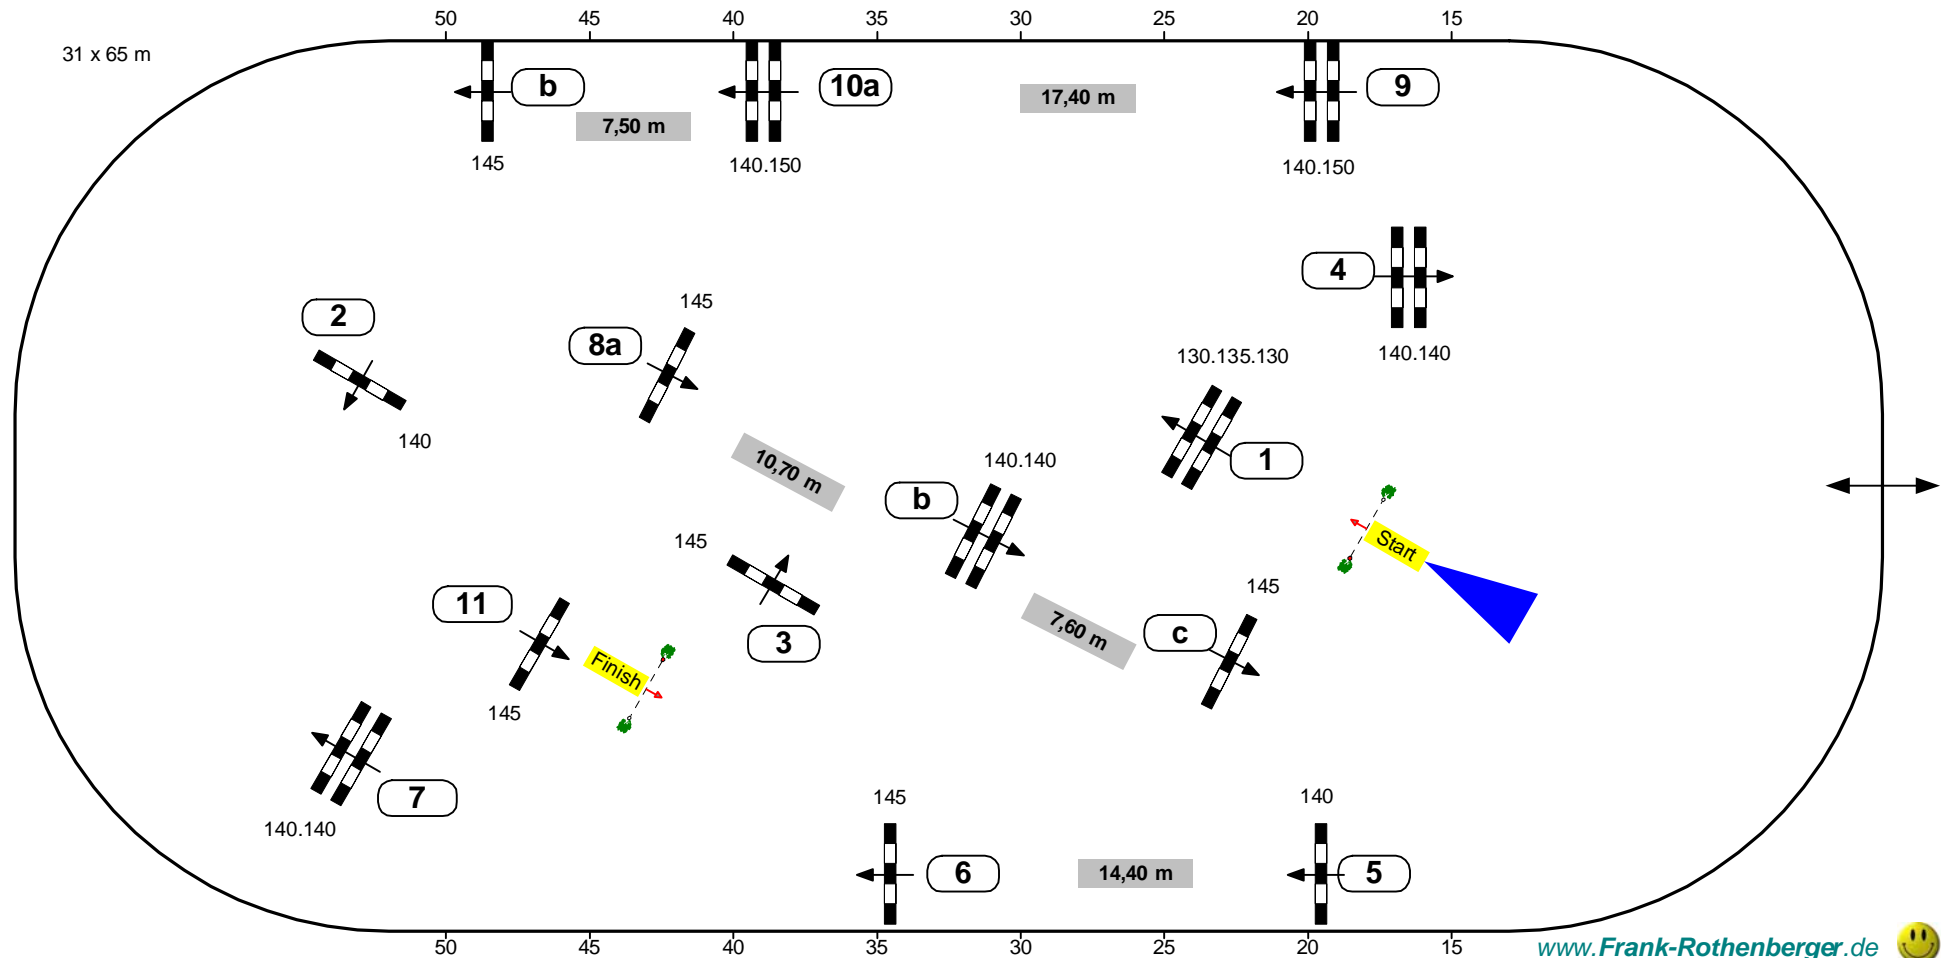 50 45 40 35 30 25 20 15
31 x 65 m
b 10a 9
17,40 m
7,50 m
145 140.150 140.150
4
2 145
8a 140.140
130.135.130
140
1
10,70 m 140.140
b
Start
145
3
11
7,60 m
c 145
Finish
145
7
140.140
145 140
6 14,40 m 5
50 45 40 35 30 25 20 15
www.Frank-Rothenberger.de